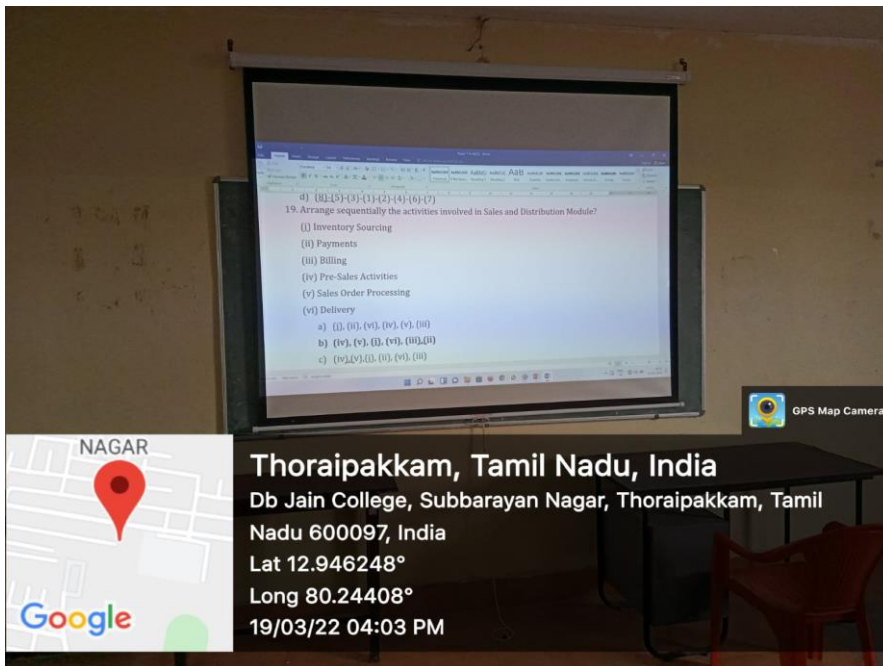 d) (8)-(5)-(3)-(1)-(2)-(4)-(6)-(7)
19. Arrange sequentially the activities involved in Sales and Distribution Module?
(i) Inventory Sourcing
(ii) Payments
(iii) Billing
(iv) Pre-Sales Activities
(v) Sales Order Processing
(vi) Delivery
a) (i), (ii), (vi), (iv), (v), (iii)
b) (iv), (v), (i), (vi), (iii),(ii)
c) (iv),(v),(i), (ii), (vi), (iii)
GPS Map Camera
NAGAR
Google
Thoraipakkam, Tamil Nadu, India
Db Jain College, Subbarayan Nagar, Thoraipakkam, Tamil
Nadu 600097, India
Lat 12.946248°
Long 80.24408°
19/03/22 04:03 PM